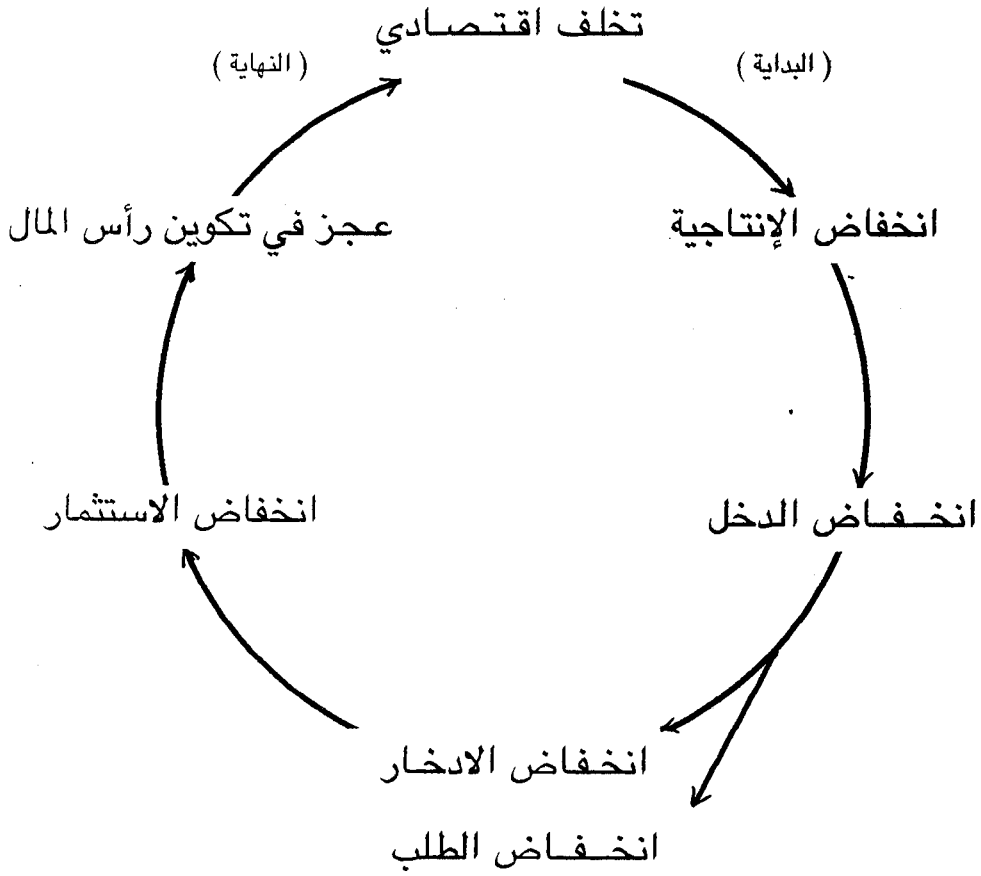 تخلف اقتصادي
(البداية)
(النهاية)
انخفاض الإنتاجية
عجز في تكوين رأس المال
انخفاض الدخل
انخفاض الاستثمار
انخفاض الادخار
انخفاض الطلب